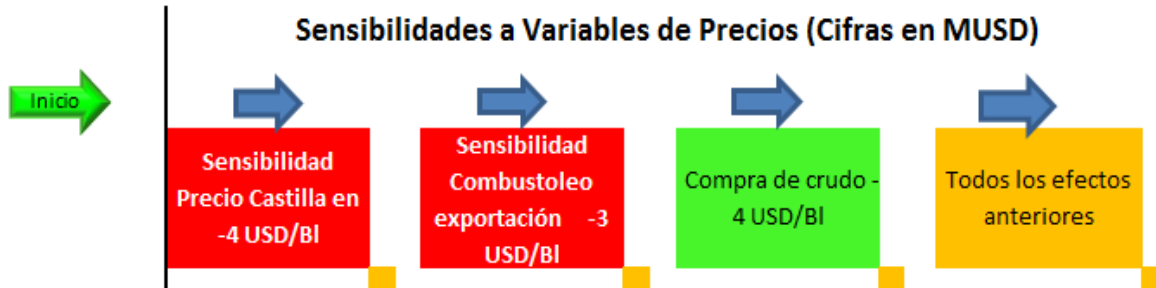 Sensibilidades a Variables de Precios (Cifras en MUSD)
Inicio
Sensibilidad
Precio Castilla en
-4 USD/Bl
Sensibilidad
Combustoleo
exportación -3
USD/Bl
Compra de crudo -
4 USD/Bl
Todos los efectos
anteriores